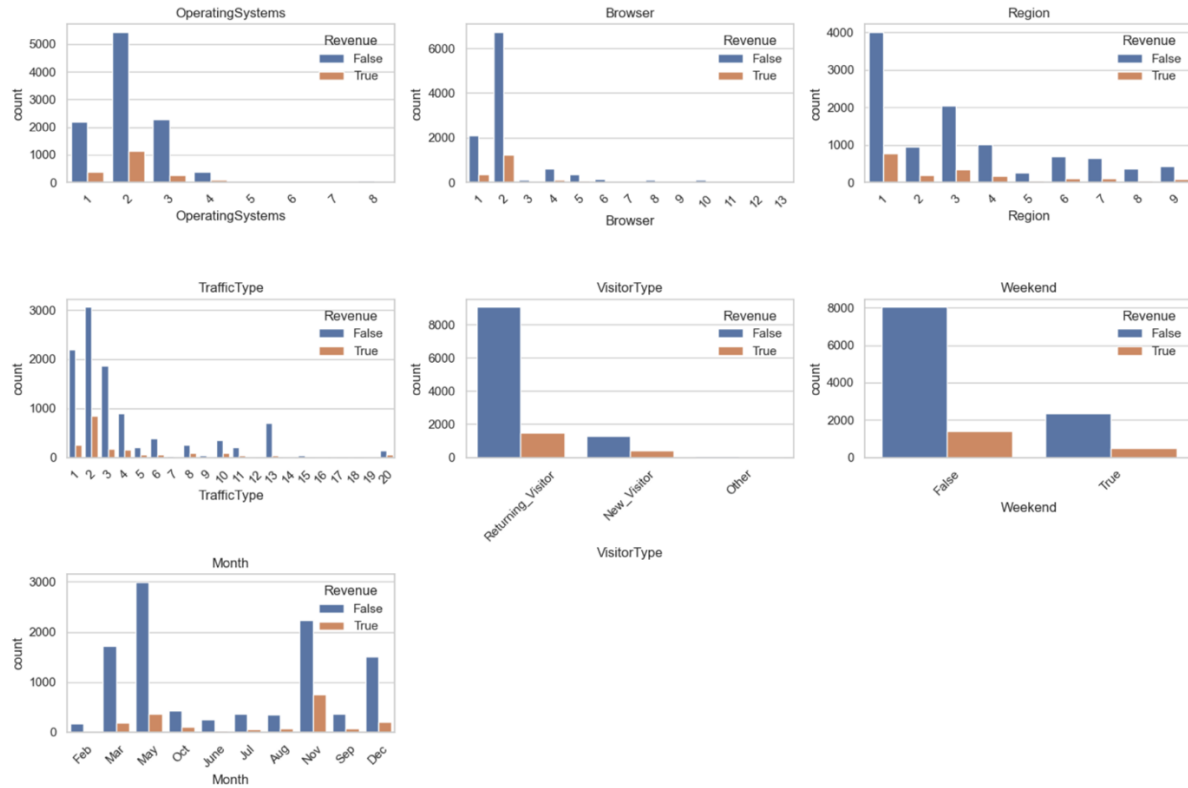 OperatingSystems
5000
4000
3000
2000
1000
0
count
Revenue
False
True
1 2 3 4 5 6 7 8
OperatingSystems
Browser
6000
4000
2000
0
count
Revenue
False
True
1 2 3 4 5 6 7 8 9 10 11 12 13
Browser
Region
4000
3000
2000
1000
0
count
Revenue
False
True
1 2 3 4 5 6 7 8 9
Region
TrafficType
3000
2000
1000
0
count
Revenue
False
True
1 2 3 4 5 6 7 8 9 10 11 12 13 14 15 16 17 18 19 20
TrafficType
VisitorType
8000
6000
4000
2000
0
count
Revenue
False
True
Returning_Visitor New_Visitor Other
VisitorType
Weekend
8000
6000
4000
2000
0
count
Revenue
False
True
False True
Weekend
Month
3000
2000
1000
0
count
Revenue
False
True
Feb Mar May Oct June Jul Aug Nov Sep Dec
Month